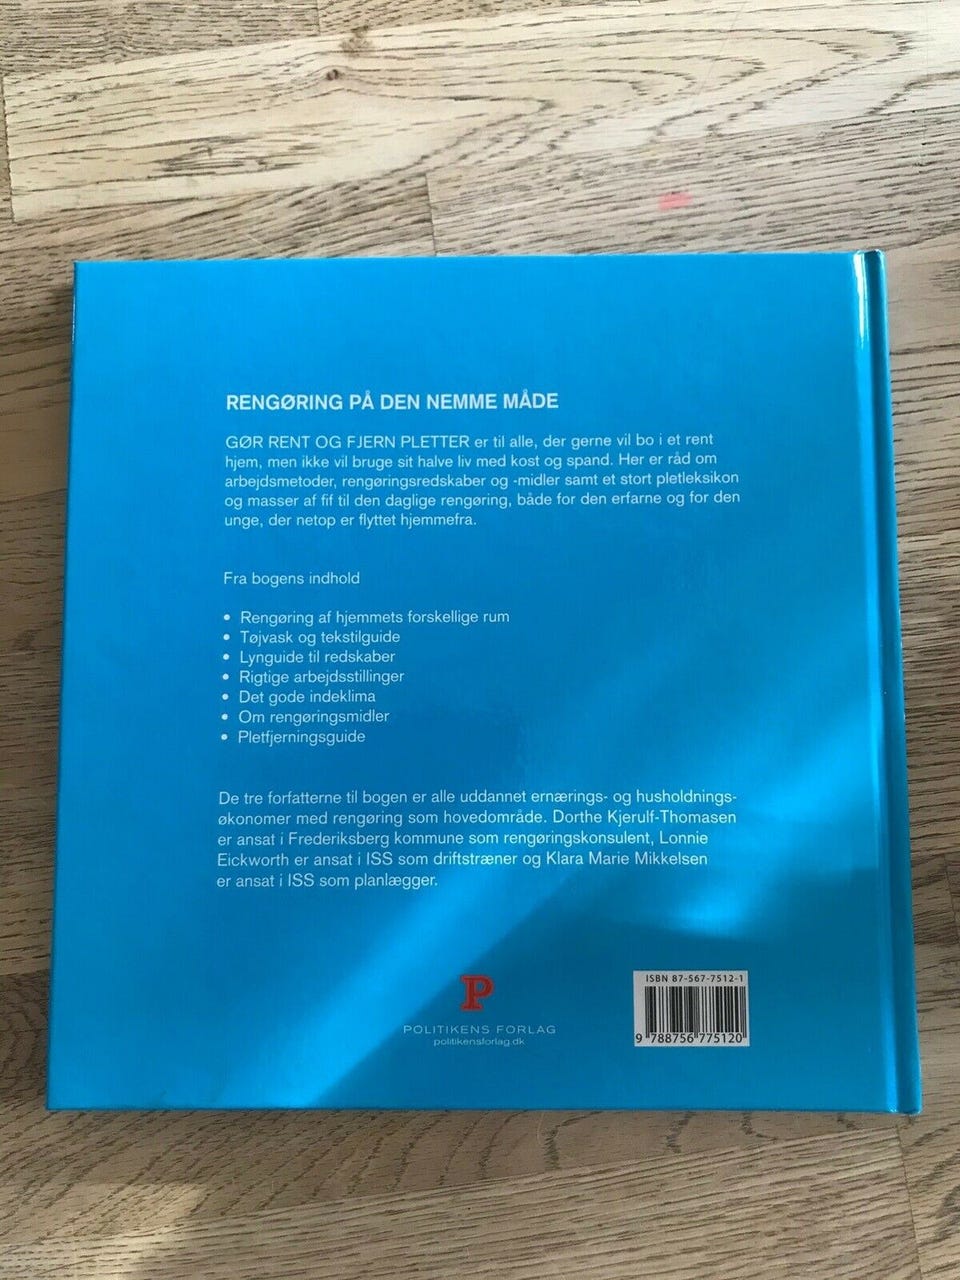 RENGØRING PÅ DEN NEMME MÅDE
GØR RENT OG FJERN PLETTER er til alle, der gerne vil bo i et rent
hjem, men ikke vil bruge sit halve liv med kost og spand. Her er råd om
arbejdsmetoder, rengøringsredskaber og -midler samt et stort pletleksikon
og masser af fif til den daglige rengøring, både for den erfarne og for den
unge, der netop er flyttet hjemmefra.
Fra bogens indhold
• Rengøring af hjemmets forskellige rum
• Tøjvask og tekstilguide
• Lynguide til redskaber
• Rigtige arbejdsstillinger
• Det gode indeklima
• Om rengøringsmidler
• Pletfjerningsguide
De tre forfatterne til bogen er alle uddannet ernærings- og husholdnings-
økonomer med rengøring som hovedområde. Dorthe Kjerulf-Thomasen
er ansat i Frederiksberg kommune som rengøringskonsulent, Lonnie
Eickworth er ansat i ISS som driftstræner og Klara Marie Mikkelsen
er ansat i ISS som planlægger.
P
POLITIKENS FORLAG
politikensforlag.dk
ISBN 87-567-7512-1
9 788756 775120